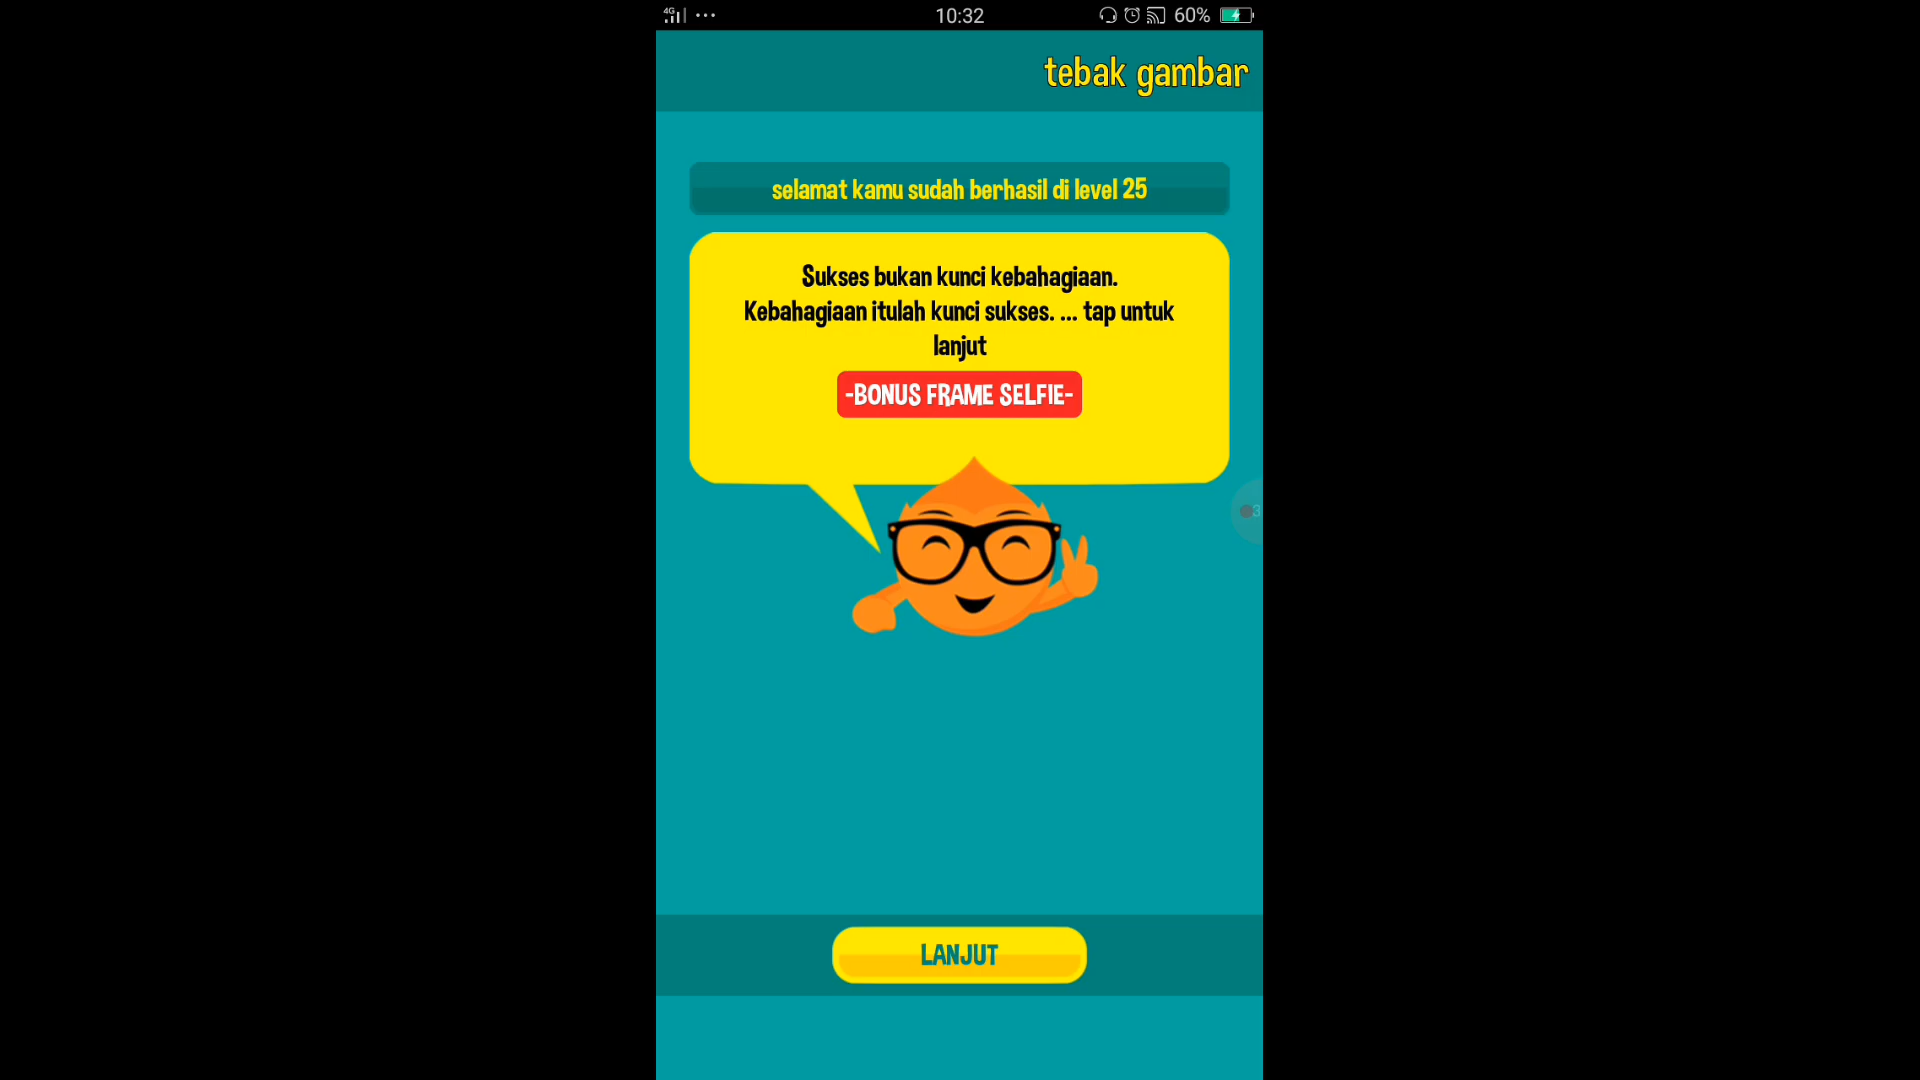 4G
10:32
60%
tebak gambar
selamat kamu sudah berhasil di level 25
Sukses bukan kunci kebahagiaan.
Kebahagiaan itulah kunci sukses. ... tap untuk
lanjut
-BONUS FRAME SELFIE-
LANJUT